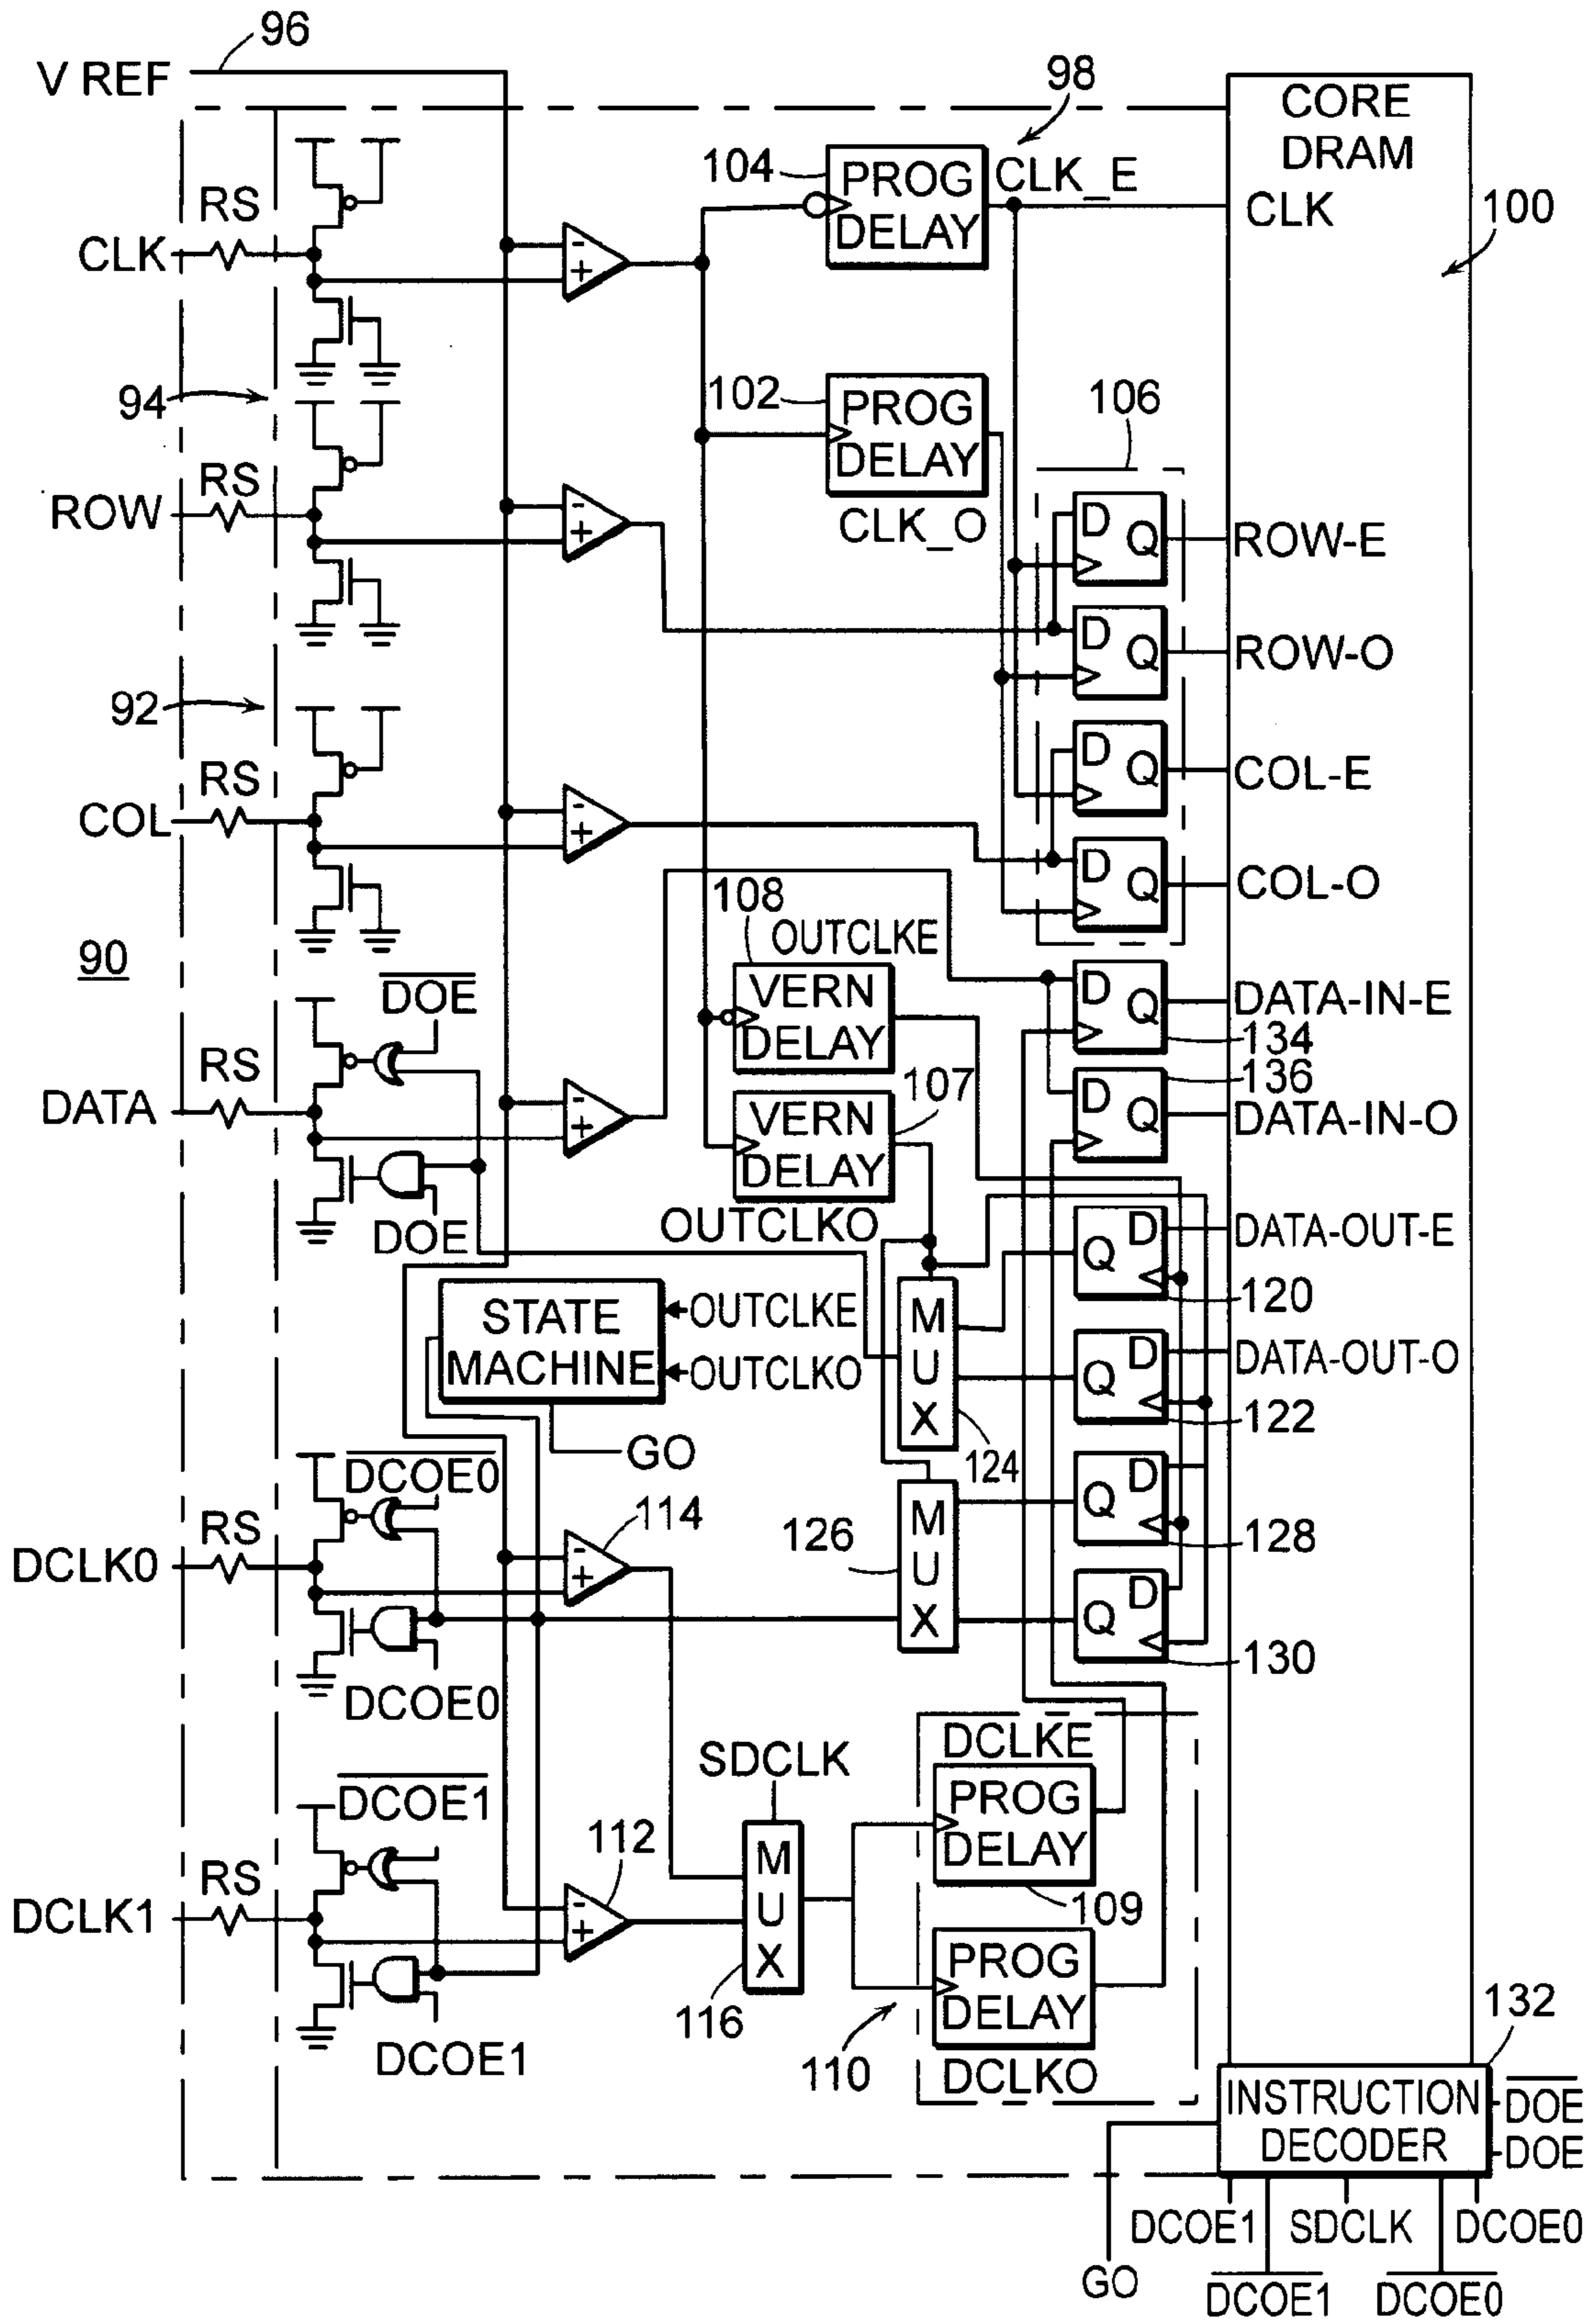 96
V REF
98
CORE
DRAM
104
PROG
DELAY
CLK_E
CLK
100
RS
CLK
-
+
94
102
PROG
DELAY
CLK_O
106
RS
ROW
-
+
D
Q
ROW-E
D
Q
ROW-O
92
RS
COL
-
+
D
Q
COL-E
D
Q
COL-O
90
108
OUTCLKE
VERN
DELAY
D
Q
DATA-IN-E
134
DOE
RS
DATA
-
+
107
VERN
DELAY
136
D
Q
DATA-IN-O
DOE
OUTCLKO
D
Q
DATA-OUT-E
120
STATE
MACHINE
OUTCLKE
OUTCLKO
M
U
X
124
D
Q
DATA-OUT-O
122
GO
DCOE0
RS
DCLK0
114
-
+
126
M
U
X
D
Q
128
D
Q
130
DCOE0
SDCLK
DCLKE
PROG
DELAY
109
DCOE1
RS
DCLK1
112
-
+
M
U
X
116
PROG
DELAY
110
DCLKO
DCOE1
132
INSTRUCTION
DECODER
DOE
DOE
DCOE1
SDCLK
DCOE0
GO
DCOE1
DCOE0